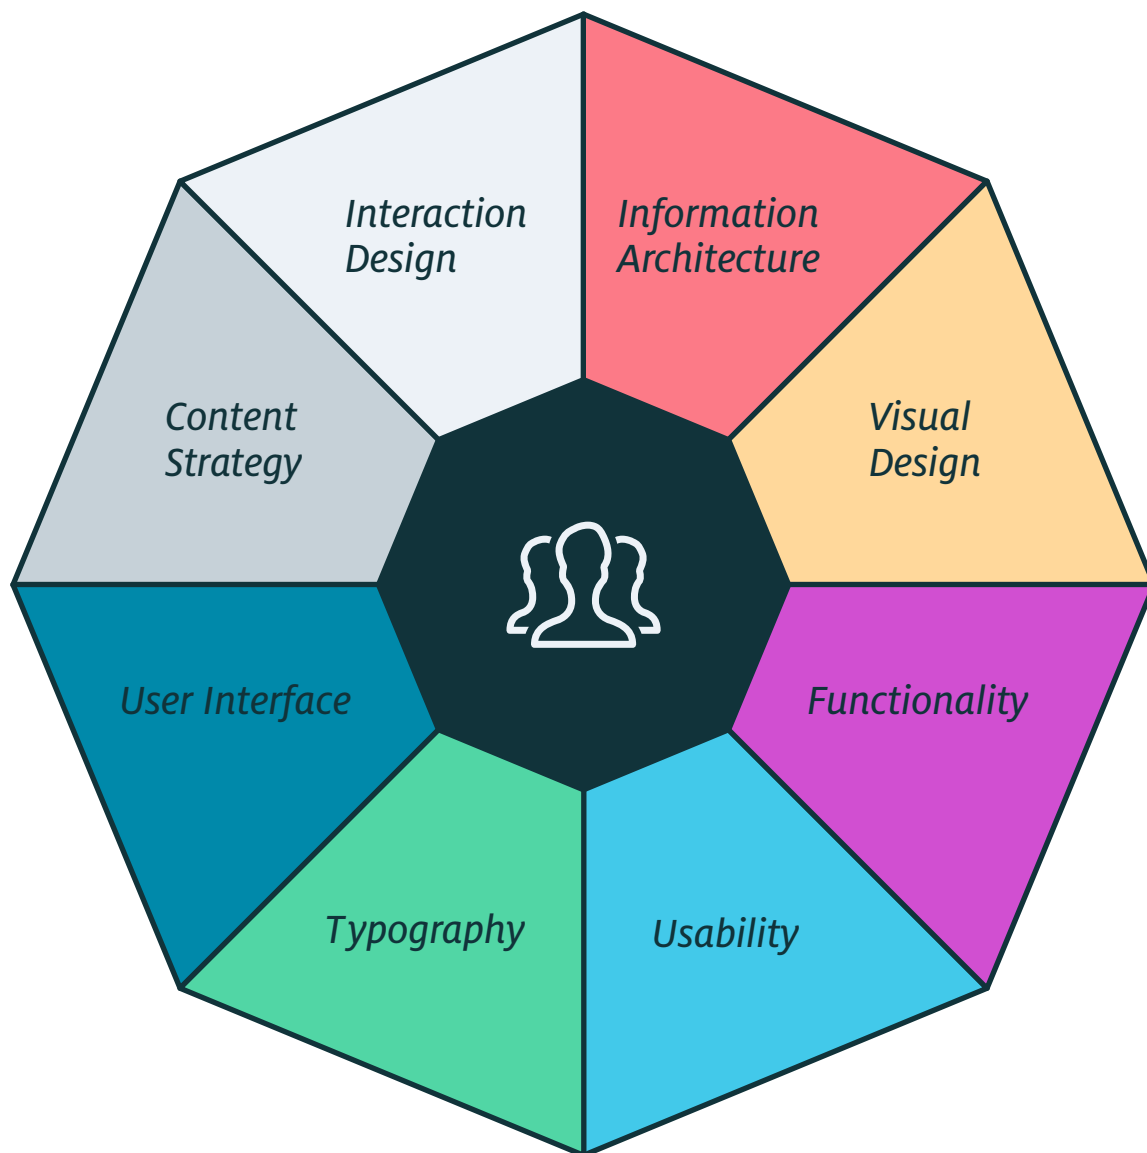 Interaction
Design
Information
Architecture
Content
Strategy
Visual
Design
User Interface
Functionality
Typography
Usability